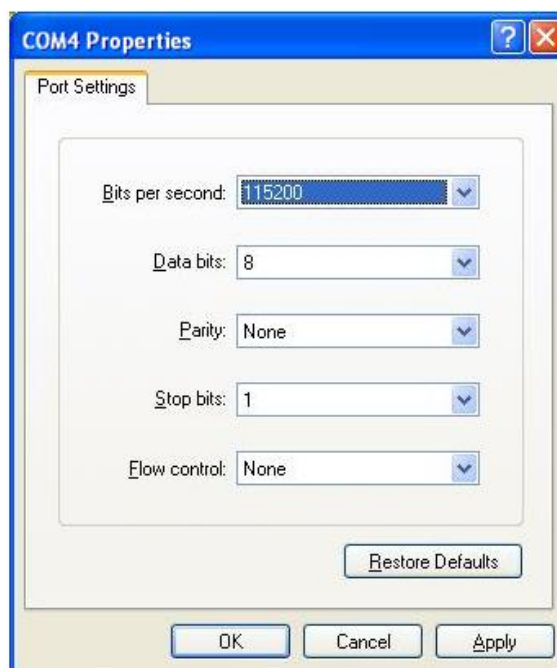 COM4 Properties
Port Settings
Bits per second: 115200
Data bits: 8
Parity: None
Stop bits: 1
Flow control: None
Restore Defaults
OK Cancel Apply